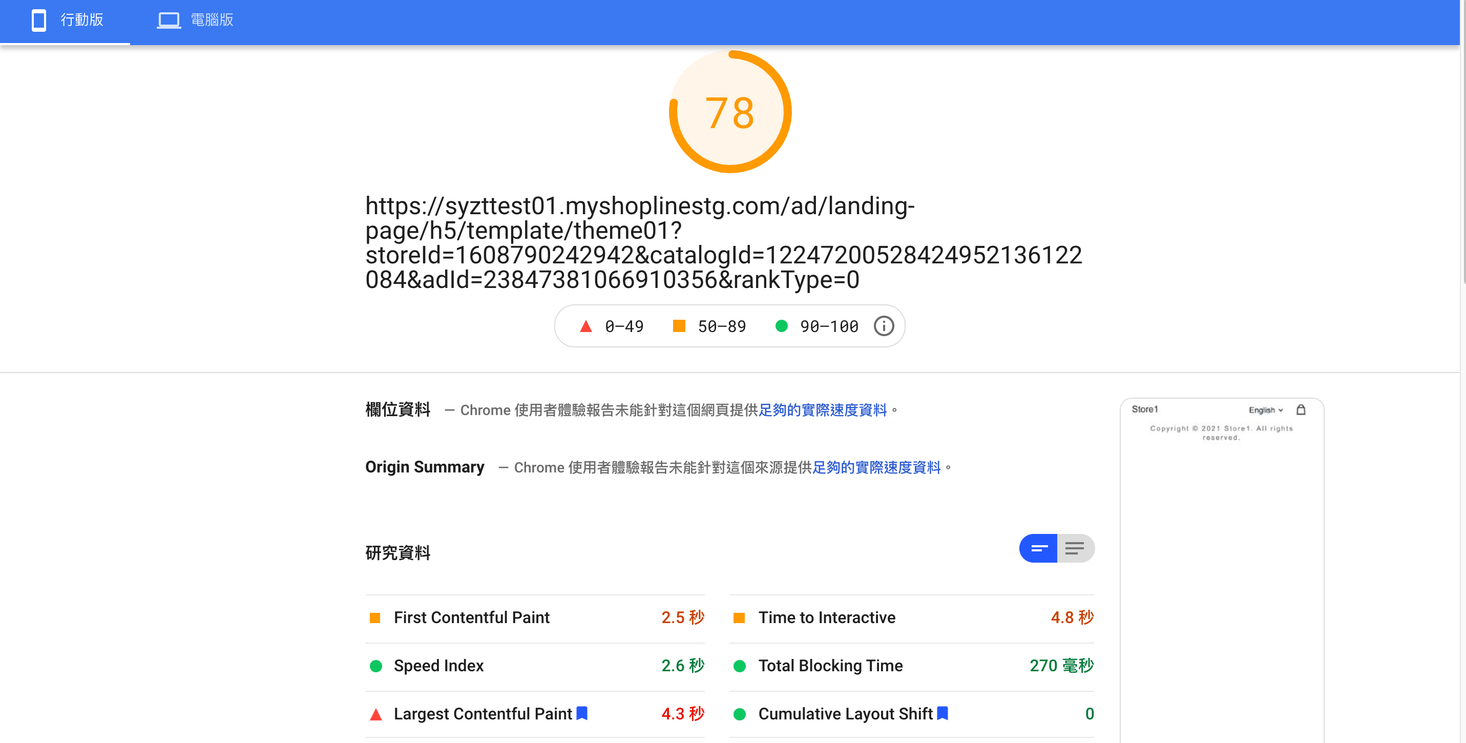 行動版
電腦版
78
https://syzttest01.myshoplinestg.com/ad/landing-
page/h5/template/theme01?
storeId=1608790242942&catalogId=12247200528424952136122
084&adId=23847381066910356&rankType=0
0–49
50–89
90–100
欄位資料 — Chrome 使用者體驗報告未能針對這個網頁提供足夠的實際速度資料。
Store1
English
Copyright © 2021 Store1. All rights
reserved.
Origin Summary — Chrome 使用者體驗報告未能針對這個來源提供足夠的實際速度資料。
研究資料
First Contentful Paint 2.5 秒
Time to Interactive 4.8 秒
Speed Index 2.6 秒
Total Blocking Time 270 毫秒
Largest Contentful Paint 4.3 秒
Cumulative Layout Shift 0